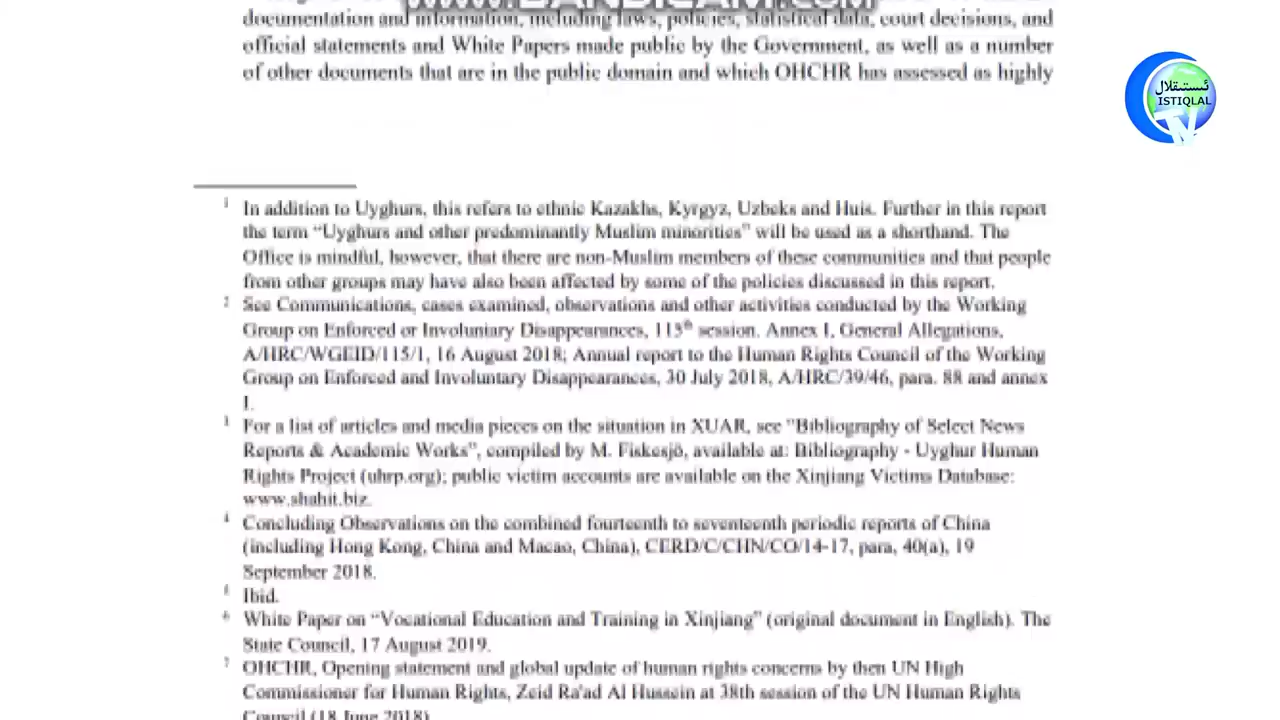 www.BANDICAM.com
documentation and information, including laws, policies, statistical data, court decisions, and
official statements and White Papers made public by the Government, as well as a number
of other documents that are in the public domain and which OHCHR has assessed as highly
ئىستىقلال
ISTIQLAL
TV
1 In addition to Uyghurs, this refers to ethnic Kazakhs, Kyrgyz, Uzbeks and Huis. Further in this report
the term “Uyghurs and other predominantly Muslim minorities” will be used as a shorthand. The
Office is mindful, however, that there are non-Muslim members of these communities and that people
from other groups may have also been affected by some of the policies discussed in this report.
2 See Communications, cases examined, observations and other activities conducted by the Working
Group on Enforced or Involuntary Disappearances, 115th session. Annex I, General Allegations,
A/HRC/WGEID/115/1, 16 August 2018; Annual report to the Human Rights Council of the Working
Group on Enforced and Involuntary Disappearances, 30 July 2018, A/HRC/39/46, para. 88 and annex
I.
3 For a list of articles and media pieces on the situation in XUAR, see “Bibliography of Select News
Reports & Academic Works”, compiled by M. Fiskesjö, available at: Bibliography - Uyghur Human
Rights Project (uhrp.org); public victim accounts are available on the Xinjiang Victims Database:
www.shahit.biz.
4 Concluding Observations on the combined fourteenth to seventeenth periodic reports of China
(including Hong Kong, China and Macao, China), CERD/C/CHN/CO/14-17, para, 40(a), 19
September 2018.
5 Ibid.
6 White Paper on “Vocational Education and Training in Xinjiang” (original document in English). The
State Council, 17 August 2019.
7 OHCHR, Opening statement and global update of human rights concerns by then UN High
Commissioner for Human Rights, Zeid Ra'ad Al Hussein at 38th session of the UN Human Rights
Council (18 June 2018)